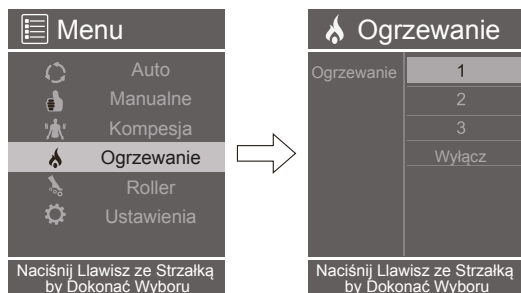 Menu
Auto
Manualne
Kompesja
Ogrzewanie
Roller
Ustawienia
Naciśnij Llawisz ze Strzałką
by Dokonać Wyboru
Ogrzewanie
Ogrzewanie 1
2
3
Wyłącz
Naciśnij Llawisz ze Strzałką
by Dokonać Wyboru